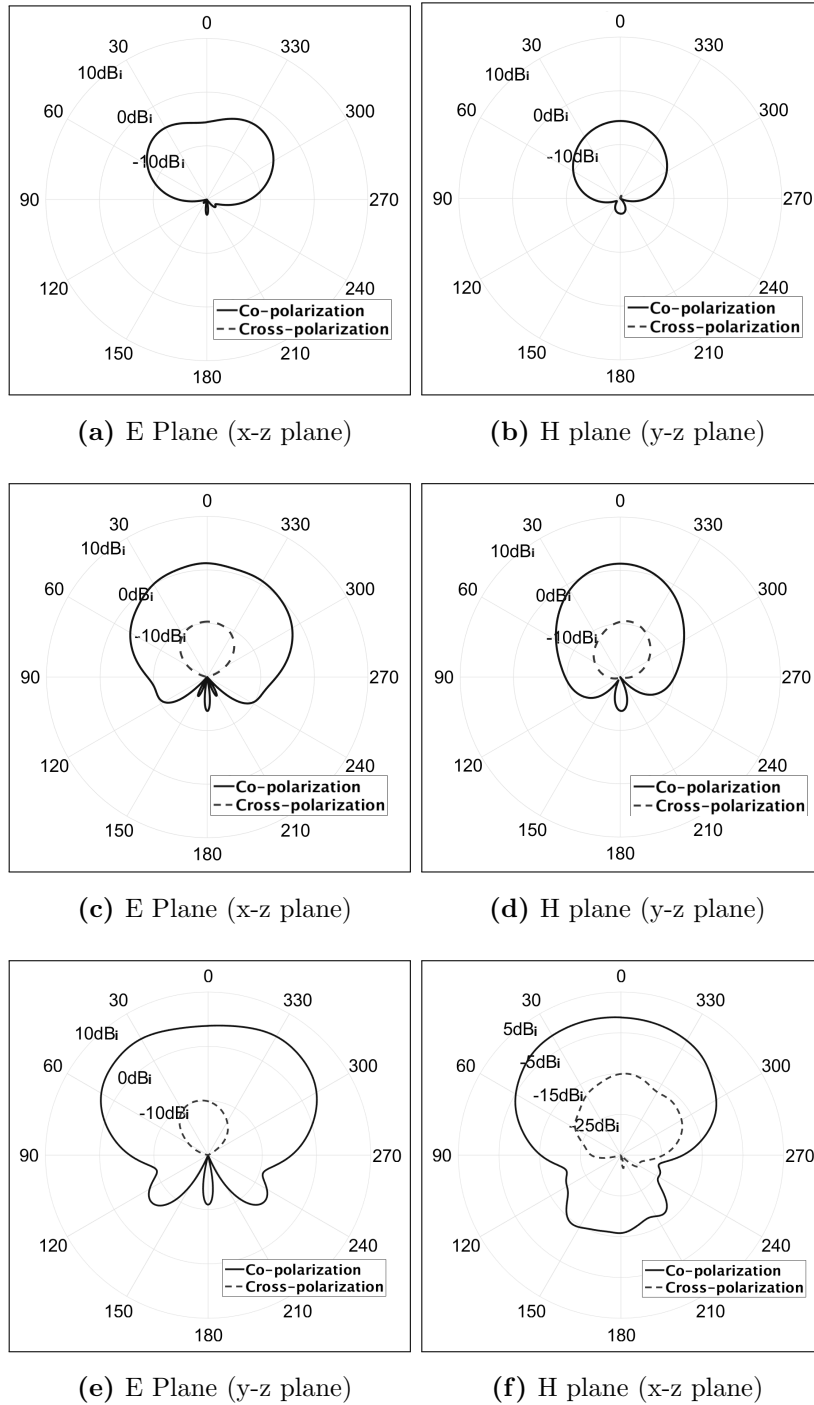 0
30
330
10dBi
60
300
0dBi
-10dBi
90
270
120
240
Co-polarization
Cross-polarization
150
210
180
(a) E Plane (x-z plane)
0
30
330
10dBi
60
300
0dBi
-10dBi
90
270
120
240
Co-polarization
Cross-polarization
150
210
180
(b) H plane (y-z plane)
0
30
330
10dBi
60
300
0dBi
-10dBi
90
270
120
240
Co-polarization
Cross-polarization
150
210
180
(c) E Plane (x-z plane)
0
30
330
10dBi
60
300
0dBi
-10dBi
90
270
120
240
Co-polarization
Cross-polarization
150
210
180
(d) H plane (y-z plane)
0
30
330
10dBi
60
300
0dBi
-10dBi
90
270
120
240
Co-polarization
Cross-polarization
150
210
180
(e) E Plane (y-z plane)
0
30
330
5dBi
60
300
-5dBi
-15dBi
-25dBi
90
270
120
240
Co-polarization
Cross-polarization
150
210
180
(f) H plane (x-z plane)